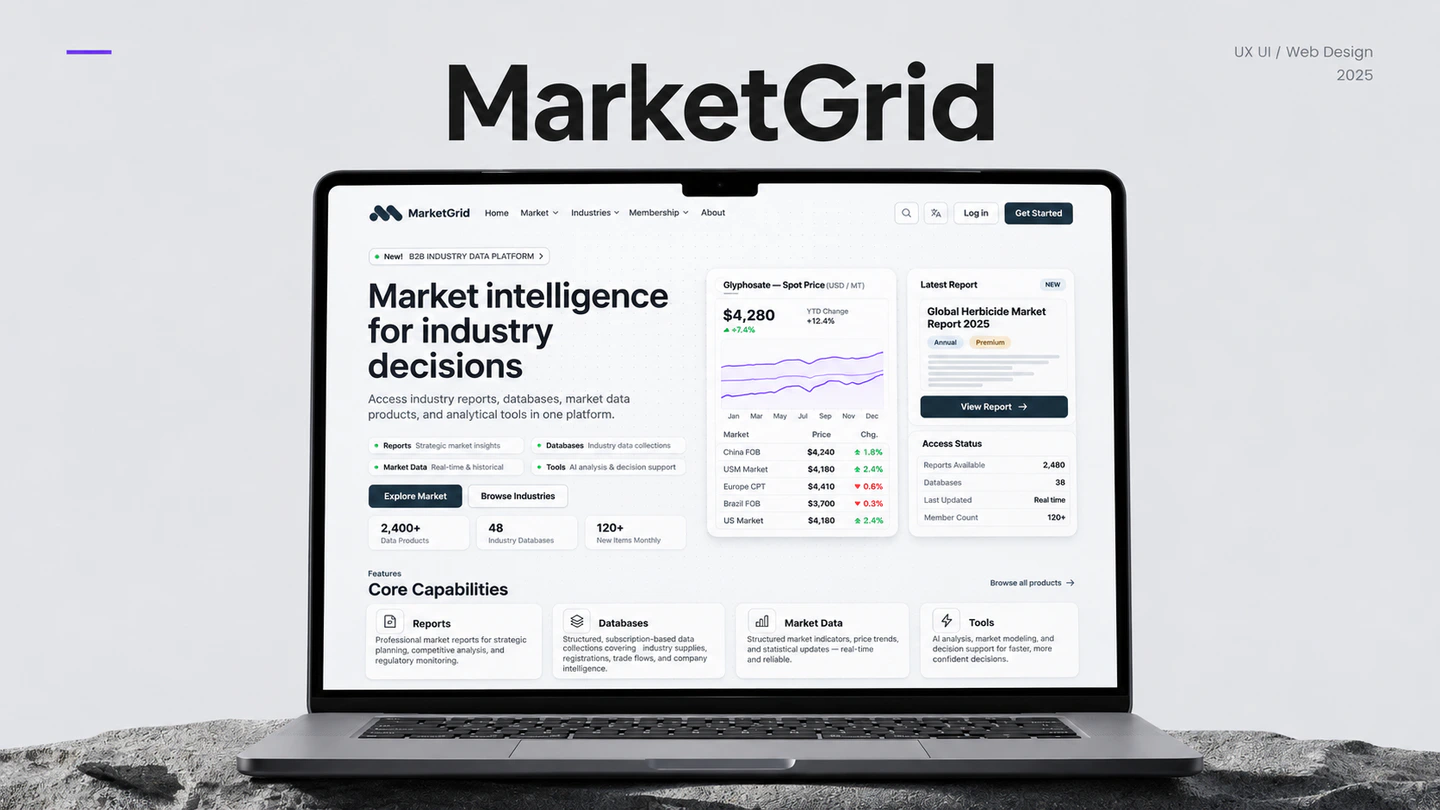 UX UI / Web Design
2025
MarketGrid
MarketGrid
Home
Market
Industries
Membership
About
Log in
Get Started
New! B2B INDUSTRY DATA PLATFORM
Market intelligence
for industry
decisions
Access industry reports, databases, market data
products, and analytical tools in one platform.
Reports Strategic market insights
Databases Industry data collections
Market Data Real-time & historical
Tools AI analysis & decision support
Explore Market
Browse Industries
2,400+
Data Products
48
Industry Databases
120+
New Items Monthly
Glyphosate — Spot Price (USD / MT)
$4,280
+7.4%
YTD Change
+12.4%
Jan Mar May Jul Sep Nov Dec
Market Price Chg.
China FOB $4,240 1.8%
USM Market $4,180 2.4%
Europe CPT $4,410 0.6%
Brazil FOB $3,700 0.3%
US Market $4,180 2.4%
Latest Report
NEW
Global Herbicide Market
Report 2025
Annual
Premium
View Report
Access Status
Reports Available 2,480
Databases 38
Last Updated Real time
Member Count 120+
Features
Core Capabilities
Browse all products
Reports
Professional market reports for strategic
planning, competitive analysis, and
regulatory monitoring.
Databases
Structured, subscription-based data
collections covering industry supplies,
registrations, trade flows, and company
intelligence.
Market Data
Structured market indicators, price trends,
and statistical updates — real-time
and reliable.
Tools
AI analysis, market modeling, and
decision support for faster, more
confident decisions.